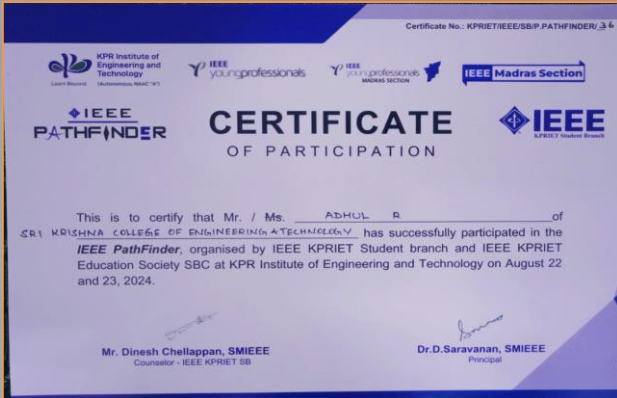 Certificate No.: KPRIET/IEEE/SB/P.PATHFINDER/ 36
KPR Institute of
Engineering and
Technology
Learn Beyond (Autonomous, NAAC "A")
IEEE
youngprofessionals
IEEE
youngprofessionals
MADRAS SECTION
IEEE Madras Section
IEEE
PATHFINDER
CERTIFICATE
OF PARTICIPATION
IEEE
KPRIET Student Branch
This is to certify that Mr. / Ms. ADHUL R of
SRI KRISHNA COLLEGE OF ENGINEERING & TECHNOLOGY has successfully participated in the
IEEE PathFinder, organised by IEEE KPRIET Student branch and IEEE KPRIET
Education Society SBC at KPR Institute of Engineering and Technology on August 22
and 23, 2024.
Mr. Dinesh Chellappan, SMIEEE
Counselor - IEEE KPRIET SB
Dr.D.Saravanan, SMIEEE
Principal